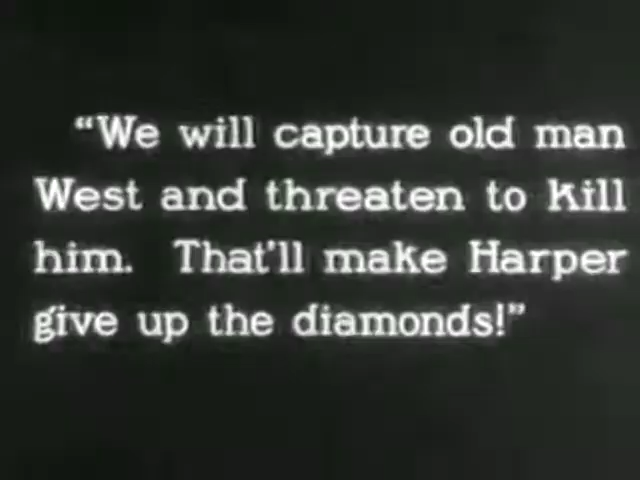 “We will capture old man
West and threaten to kill
him. That'll make Harper
give up the diamonds!”